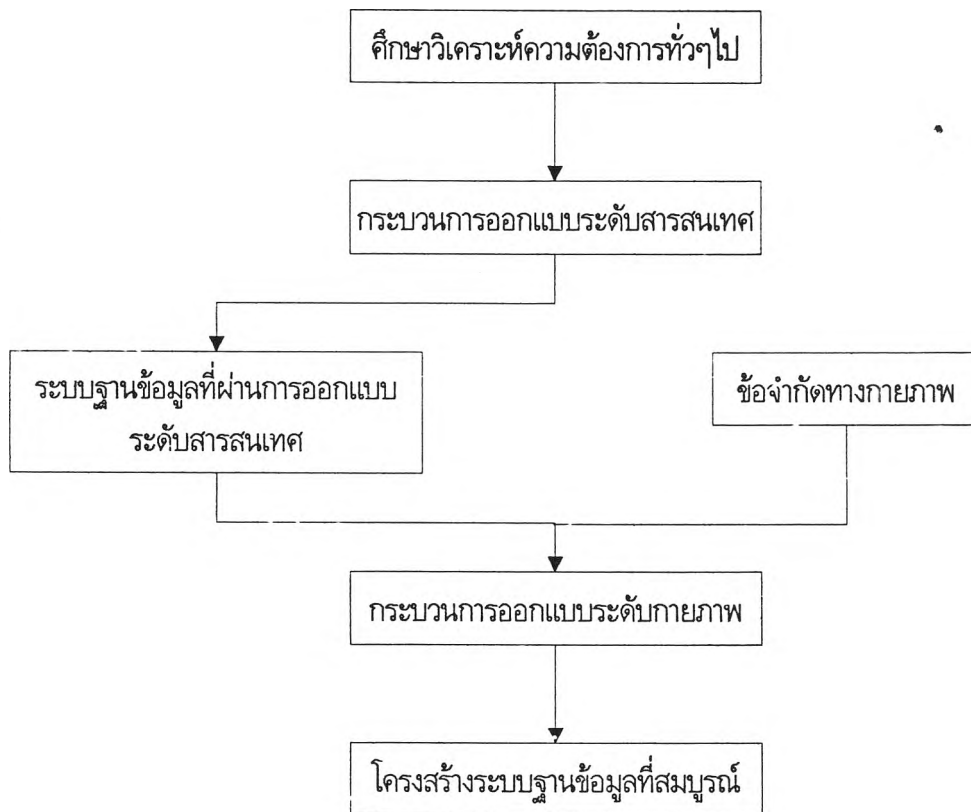 ศึกษาวิเคราะห์ความต้องการทั่วๆไป
กระบวนการออกแบบระดับสารสนเทศ
ระบบฐานข้อมูลที่ผ่านการออกแบบ
ระดับสารสนเทศ
ข้อจำกัดทางกายภาพ
กระบวนการออกแบบระดับกายภาพ
โครงสร้างระบบฐานข้อมูลที่สมบูรณ์